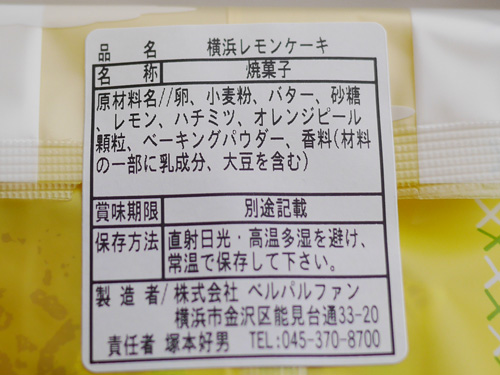 品名 横浜レモンケーキ
名称 焼菓子
原材料名//卵、小麦粉、バター、砂糖
、レモン、ハチミツ、オレンジピール
顆粒、ベーキングパウダー、香料(材料
の一部に乳成分、大豆を含む)
賞味期限 別途記載
保存方法 直射日光・高温多湿を避け、
常温で保存して下さい。
製造者/株式会社 ベルパルファン
横浜市金沢区能見台通33-20
責任者 塚本好男 TEL:045-370-8700